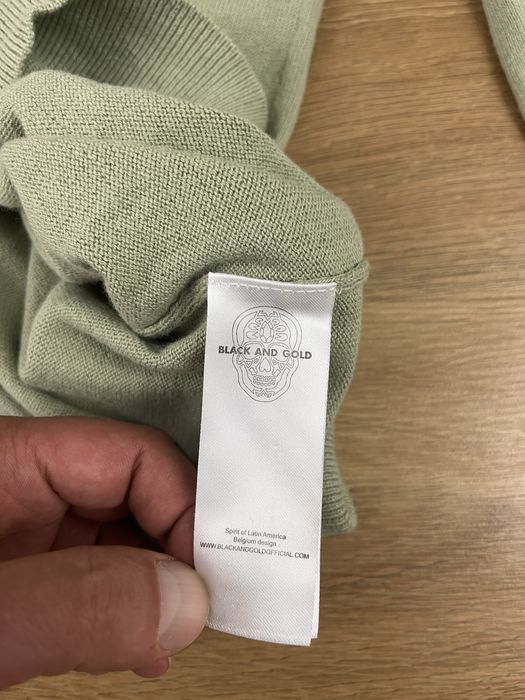 BLACK AND GOLD
Spirit of Latin America
Belgium design
WWW.BLACKANDGOLDOFFICIAL.COM